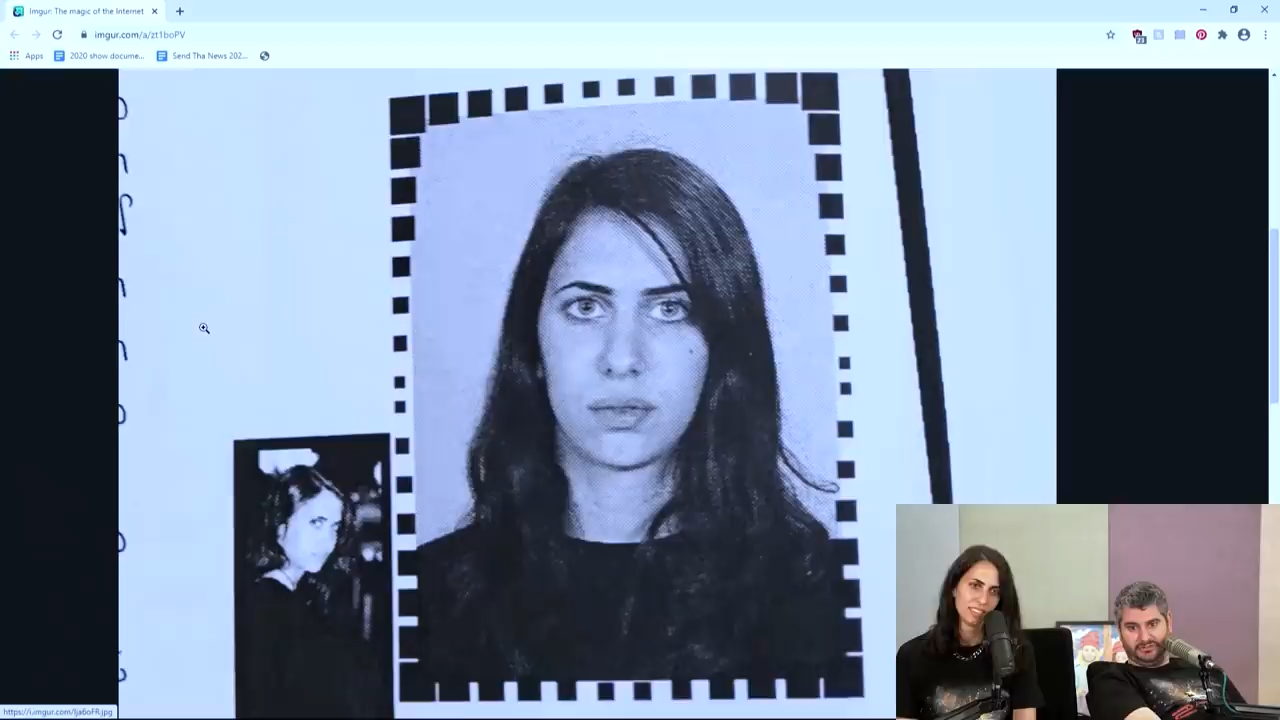 Imgur: The magic of the Internet
imgur.com/a/zt1boPV
Apps
2020 show docume...
Send Tha News 202...
https://i.imgur.com/lja6oFR.jpg